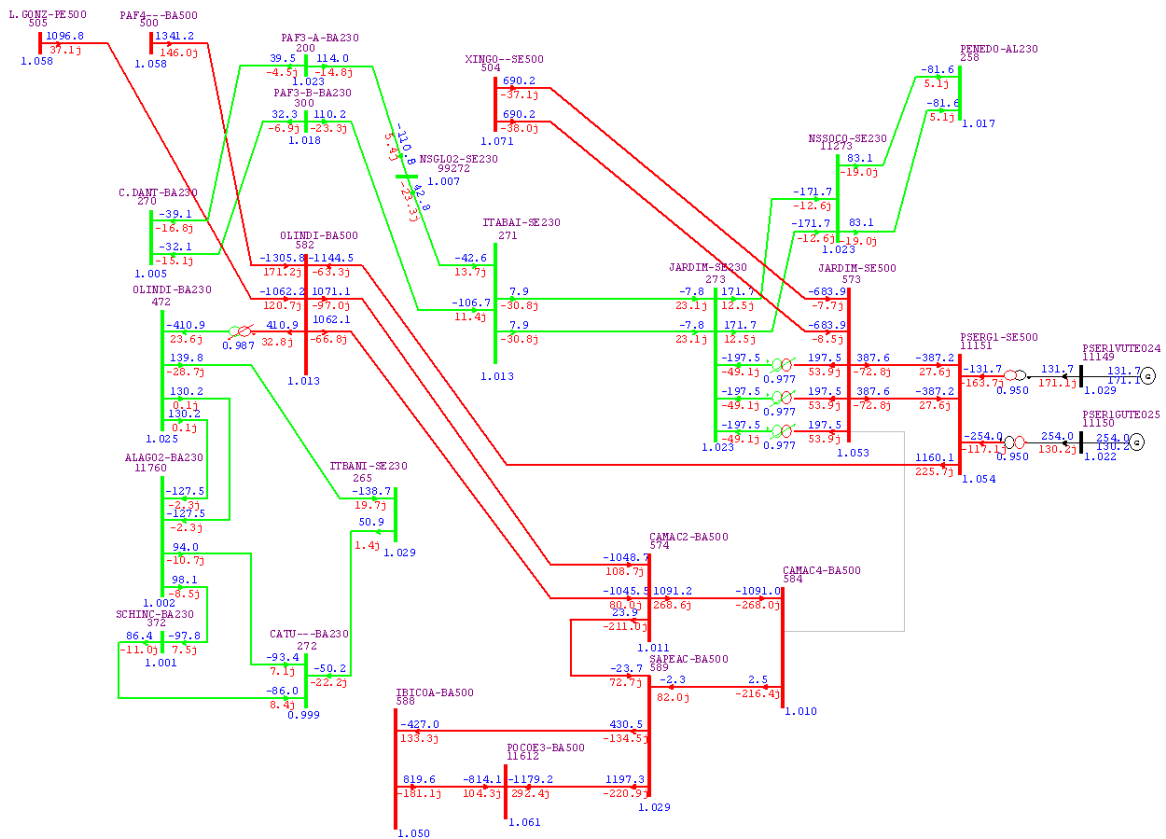 L.GONZ-PE500
505
1096.8
37.1j
1.058
PAF4---BA500
500
1341.2
146.0j
1.058
PAF3-A-BA230
200
39.5
114.0
-4.5j
-14.8j
1.023
PAF3-B-BA230
300
32.3
110.2
-6.9j
-23.3j
1.018
XINGO--SE500
504
690.2
-37.1j
690.2
-38.0j
1.071
PENEDO-AL230
258
-81.6
5.1j
-81.6
5.1j
1.017
-110.8
5.4j
NSGLO2-SE230
99272
1.007
42.8
-23.3j
NSSOCO-SE230
11273
83.1
-19.0j
-171.7
-12.6j
-171.7
83.1
-12.6j
-19.0j
1.023
C.DANT-BA230
270
-39.1
-16.8j
-32.1
-15.1j
1.005
OLINDI-BA500
582
-1305.8
-1144.5
171.2j
-63.3j
-1062.2
1071.1
120.7j
-97.0j
410.9
1062.1
32.8j
-66.8j
1.013
ITABAI-SE230
271
-42.6
13.7j
-106.7
11.4j
7.9
-30.8j
7.9
-30.8j
1.013
OLINDI-BA230
472
-410.9
23.6j
0.987
139.8
-28.7j
130.2
0.1j
130.2
0.1j
1.025
JARDIM-SE230
273
-7.8
171.7
23.1j
12.5j
-7.8
171.7
23.1j
12.5j
-197.5
-49.1j
0.977
-197.5
-49.1j
0.977
-197.5
-49.1j
0.977
1.023
JARDIM-SE500
573
-683.9
-7.7j
-683.9
-8.5j
197.5
387.6
53.9j
-72.8j
197.5
387.6
53.9j
-72.8j
197.5
53.9j
1.053
PSERG1-SE500
11151
-387.2
27.6j
-387.2
27.6j
1160.1
225.7j
-131.7
-163.7j
0.950
-254.0
-117.1j
0.950
1.054
PSER1VUTE024
11149
131.7
131.7
171.1j
171.1
1.029
G
PSER1GUTE025
11150
254.0
254.0
130.2j
130.2
1.022
G
ALAGO2-BA230
11760
-127.5
-2.3j
-127.5
-2.3j
94.0
-10.7j
98.1
-8.5j
1.002
ITBANI-SE230
265
-138.7
19.7j
50.9
1.4j
1.029
SCHINC-BA230
372
86.4
-97.8
-11.0j
7.5j
1.001
CATU---BA230
272
-93.4
7.1j
-50.2
-22.2j
-86.0
8.4j
0.999
CAMAC2-BA500
574
-1048.7
108.7j
-1045.5
1091.2
80.0j
268.6j
23.9
-211.0j
1.011
CAMAC4-BA500
584
-1091.0
-268.0j
2.5
-216.4j
1.010
SAPEAC-BA500
589
-23.7
72.7j
-2.3
82.0j
430.5
-134.5j
1197.3
-220.9j
1.029
IBICOA-BA500
588
-427.0
133.3j
819.6
-181.1j
1.050
POCOE3-BA500
11612
-814.1
-1179.2
104.3j
292.4j
1.061